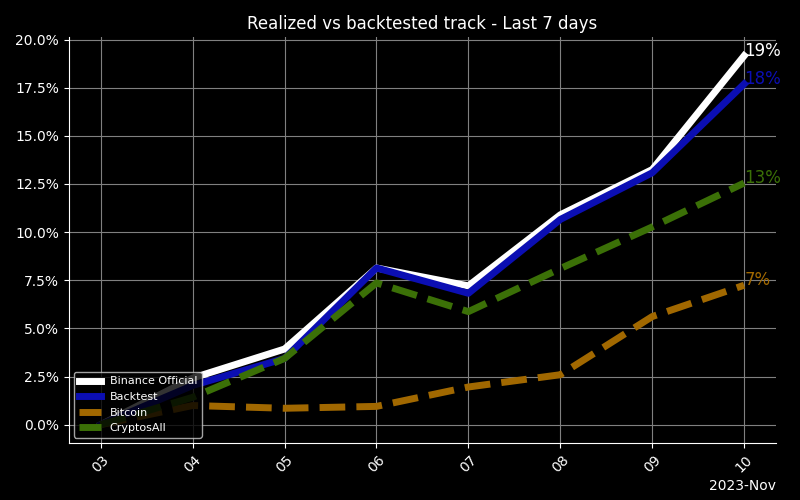 Realized vs backtested track - Last 7 days
20.0%
17.5%
15.0%
12.5%
10.0%
7.5%
5.0%
2.5%
0.0%
19%
18%
13%
7%
Binance Official
Backtest
Bitcoin
CryptosAll
03 04 05 06 07 08 09 10
2023-Nov